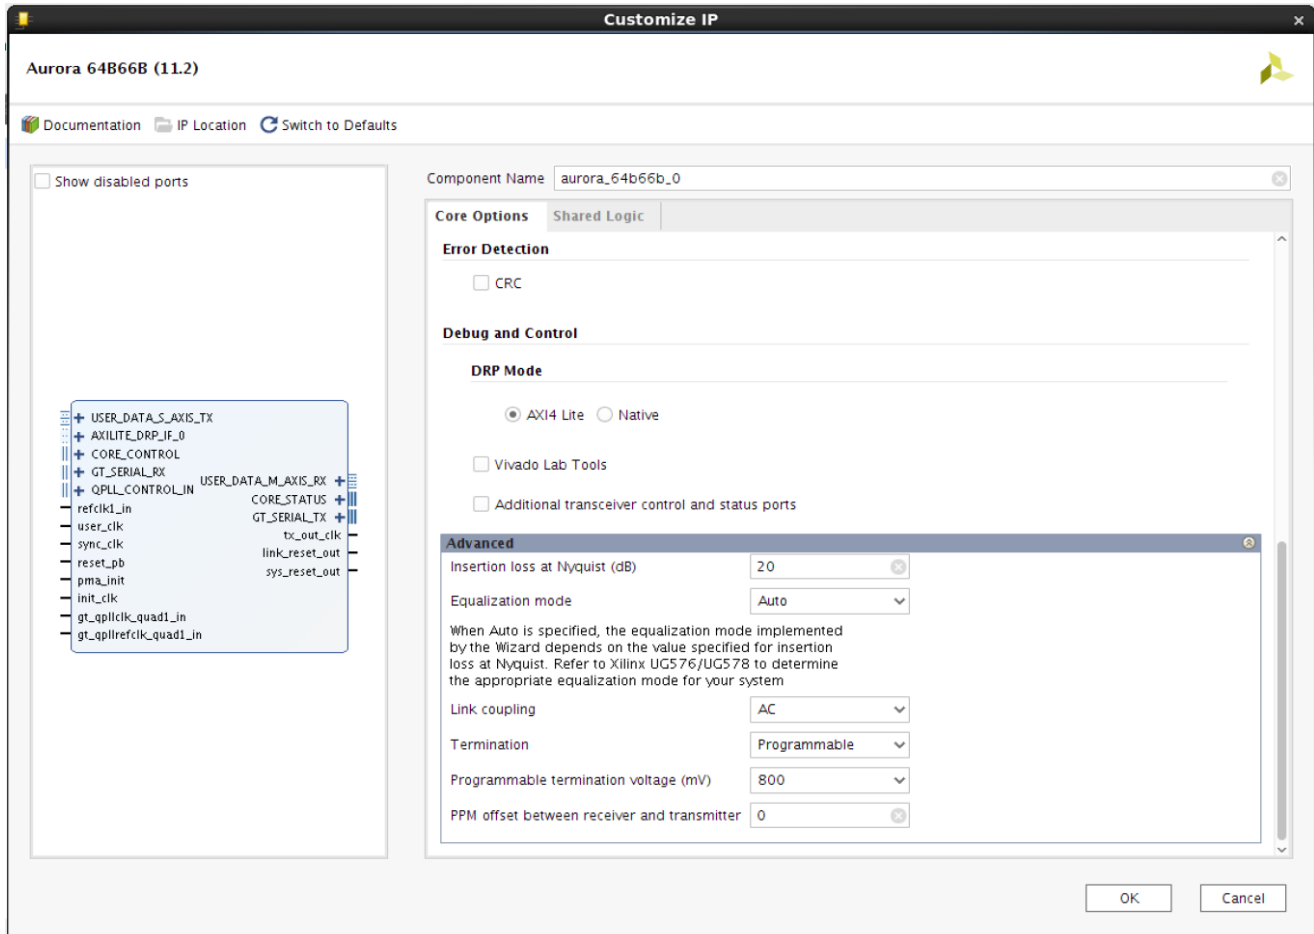 Customize IP
Aurora 64B66B (11.2)
Documentation IP Location Switch to Defaults
Show disabled ports
USER_DATA_S_AXIS_TX
AXILITE_DRP_IF_0
CORE_CONTROL
GT_SERIAL_RX
QPLL_CONTROL_IN
refclk1_in
user_clk
sync_clk
reset_pb
pma_init
init_clk
gt_qpllclk_quad1_in
gt_qpllrefclk_quad1_in
USER_DATA_M_AXIS_RX
CORE_STATUS
GT_SERIAL_TX
tx_out_clk
link_reset_out
sys_reset_out
Component Name aurora_64b66b_0
Core Options Shared Logic
Error Detection
CRC
Debug and Control
DRP Mode
AXI4 Lite Native
Vivado Lab Tools
Additional transceiver control and status ports
Advanced
Insertion loss at Nyquist (dB) 20
Equalization mode Auto
When Auto is specified, the equalization mode implemented
by the Wizard depends on the value specified for insertion
loss at Nyquist. Refer to Xilinx UG576/UG578 to determine
the appropriate equalization mode for your system
Link coupling AC
Termination Programmable
Programmable termination voltage (mV) 800
PPM offset between receiver and transmitter 0
OK Cancel